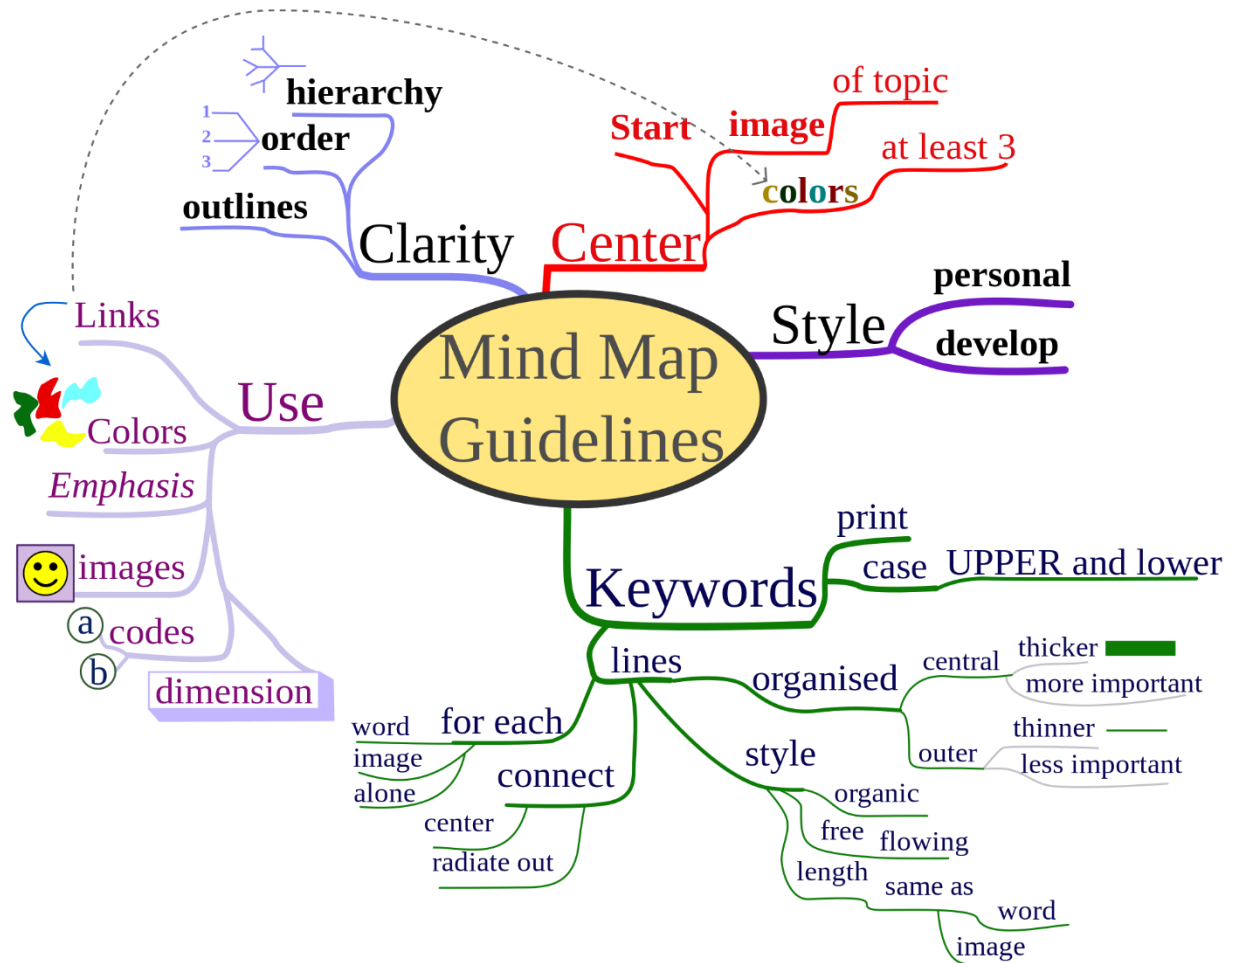 Mind Map
Guidelines
Center
Start
image
of topic
colors
at least 3
Style
personal
develop
Keywords
print
case
UPPER and lower
lines
organised
central
thicker
more important
outer
thinner
less important
style
organic
free
flowing
length
same as
word
image
connect
center
radiate out
for each
word
image
alone
Use
Links
Colors
Emphasis
images
codes
a
b
dimension
Clarity
hierarchy
order
1
2
3
outlines